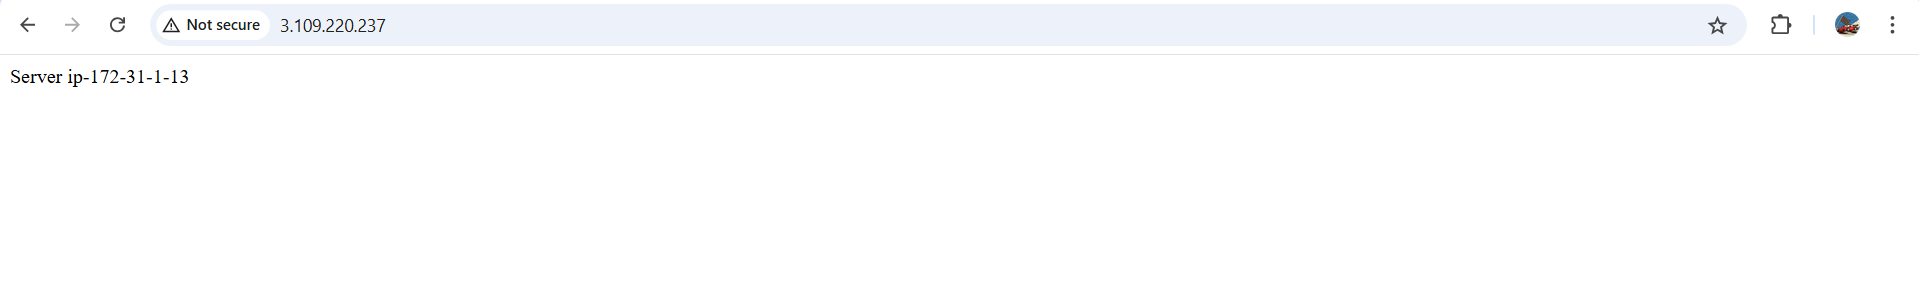 Not secure 3.109.220.237
Server ip-172-31-1-13